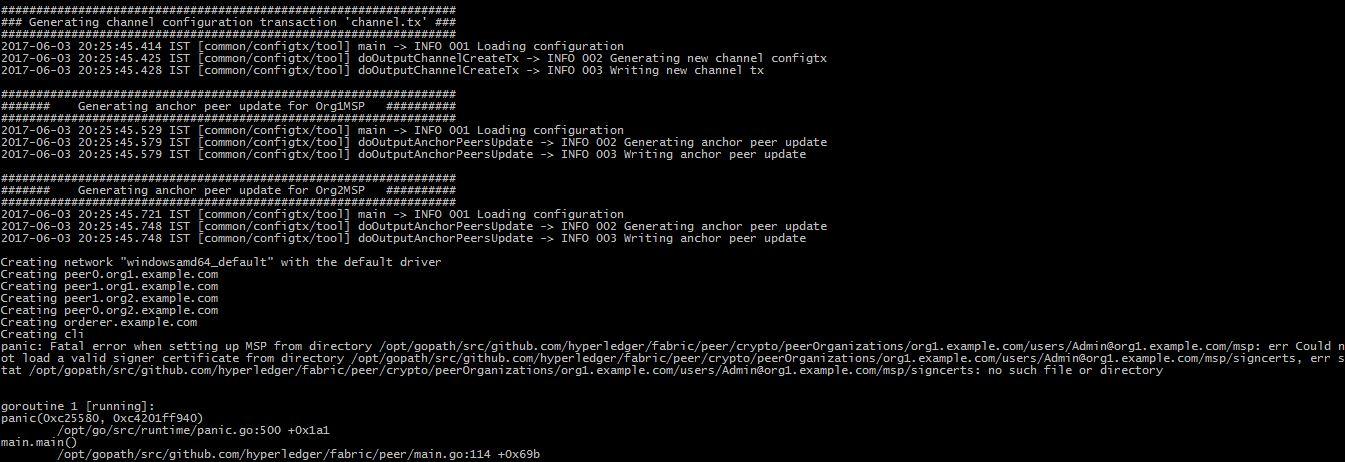 ################################################################
### Generating channel configuration transaction 'channel.tx' ###
################################################################
2017-06-03 20:25:45.414 IST [common/configtx/tool] main -> INFO 001 Loading configuration
2017-06-03 20:25:45.425 IST [common/configtx/tool] doOutputChannelCreateTx -> INFO 002 Generating new channel configtx
2017-06-03 20:25:45.428 IST [common/configtx/tool] doOutputChannelCreateTx -> INFO 003 Writing new channel tx
################################################################
#######    Generating anchor peer update for Org1MSP   ##########
################################################################
2017-06-03 20:25:45.529 IST [common/configtx/tool] main -> INFO 001 Loading configuration
2017-06-03 20:25:45.579 IST [common/configtx/tool] doOutputAnchorPeersUpdate -> INFO 002 Generating anchor peer update
2017-06-03 20:25:45.579 IST [common/configtx/tool] doOutputAnchorPeersUpdate -> INFO 003 Writing anchor peer update
################################################################
#######    Generating anchor peer update for Org2MSP   ##########
################################################################
2017-06-03 20:25:45.721 IST [common/configtx/tool] main -> INFO 001 Loading configuration
2017-06-03 20:25:45.748 IST [common/configtx/tool] doOutputAnchorPeersUpdate -> INFO 002 Generating anchor peer update
2017-06-03 20:25:45.748 IST [common/configtx/tool] doOutputAnchorPeersUpdate -> INFO 003 Writing anchor peer update
Creating network "windowsamd64_default" with the default driver
Creating peer0.org1.example.com
Creating peer1.org1.example.com
Creating peer1.org2.example.com
Creating peer0.org2.example.com
Creating orderer.example.com
Creating cli
panic: Fatal error when setting up MSP from directory /opt/gopath/src/github.com/hyperledger/fabric/peer/crypto/peerOrganizations/org1.example.com/users/Admin@org1.example.com/msp: err Could n
ot load a valid signer certificate from directory /opt/gopath/src/github.com/hyperledger/fabric/peer/crypto/peerOrganizations/org1.example.com/users/Admin@org1.example.com/msp/signcerts, err s
tat /opt/gopath/src/github.com/hyperledger/fabric/peer/crypto/peerOrganizations/org1.example.com/users/Admin@org1.example.com/msp/signcerts: no such file or directory
goroutine 1 [running]:
panic(0xc25580, 0xc4201ff940)
        /opt/go/src/runtime/panic.go:500 +0x1a1
main.main()
        /opt/gopath/src/github.com/hyperledger/fabric/peer/main.go:114 +0x69b